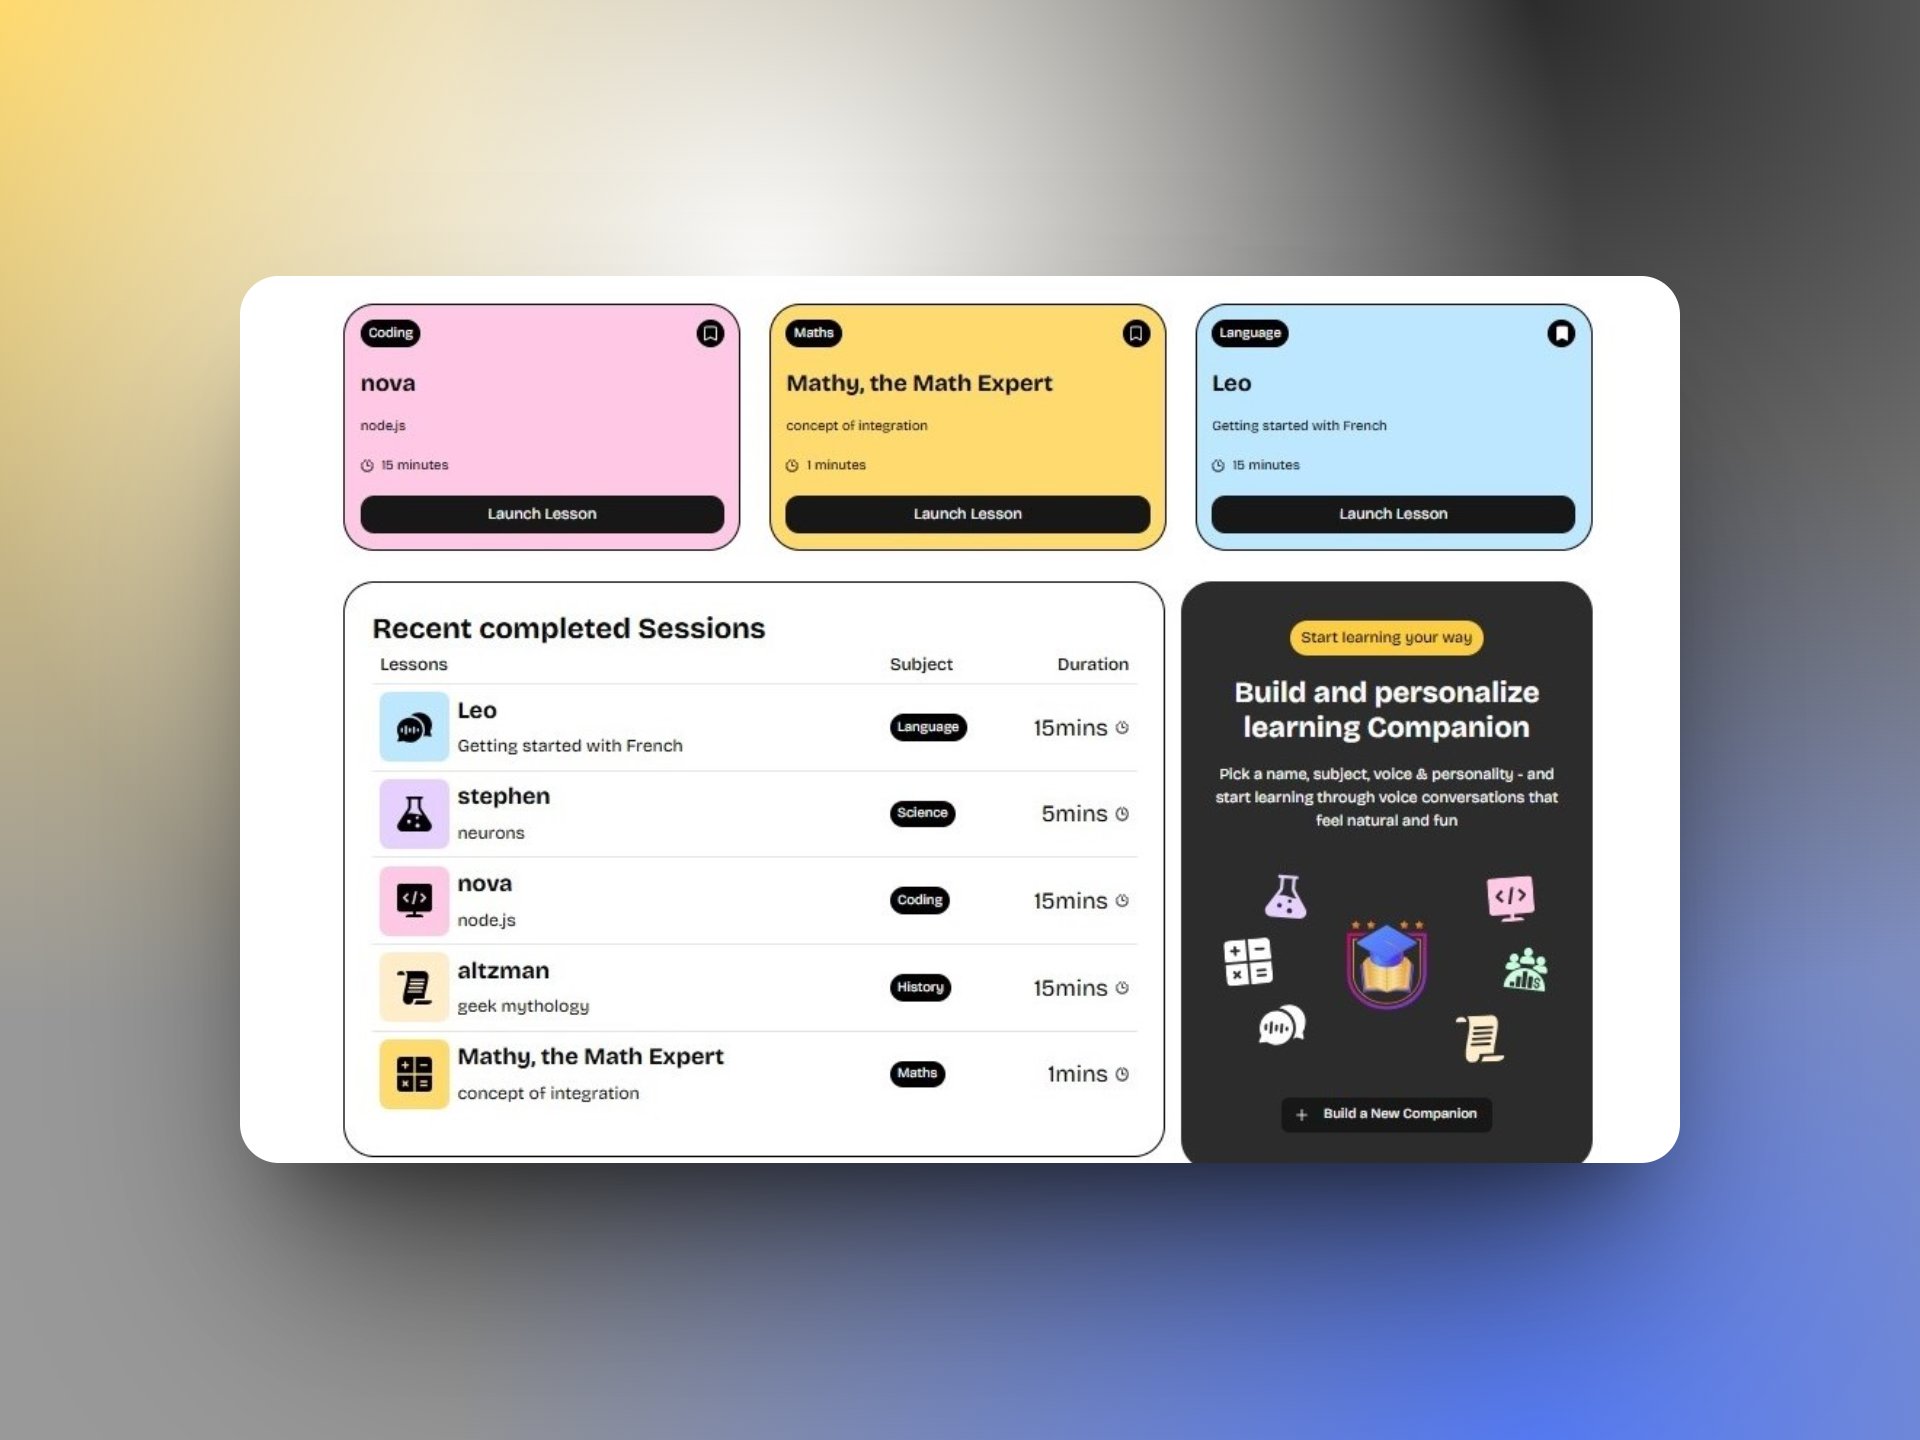 Coding
nova
node.js
15 minutes
Launch Lesson
Maths
Mathy, the Math Expert
concept of integration
1 minutes
Launch Lesson
Language
Leo
Getting started with French
15 minutes
Launch Lesson
Recent completed Sessions
Lessons Subject Duration
Leo
Getting started with French
Language
15mins
stephen
neurons
Science
5mins
nova
node.js
Coding
15mins
altzman
geek mythology
History
15mins
Mathy, the Math Expert
concept of integration
Maths
1mins
Start learning your way
Build and personalize
learning Companion
Pick a name, subject, voice & personality - and
start learning through voice conversations that
feel natural and fun
Build a New Companion